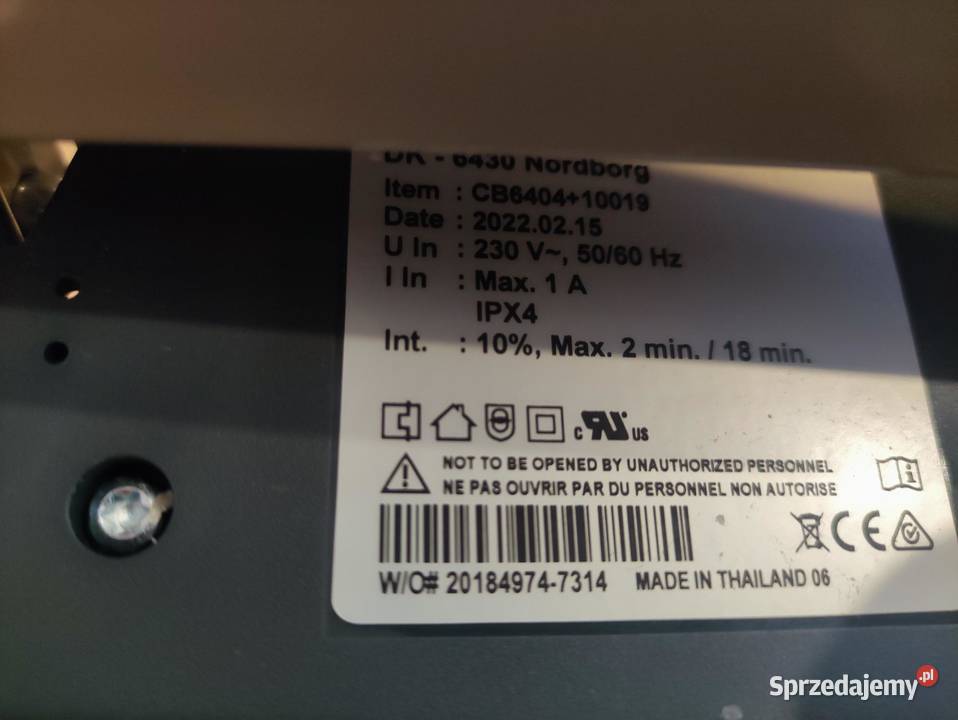 DK - 6430 Nordborg
Item : CB6404+10019
Date : 2022.02.15
U In : 230 V~, 50/60 Hz
I In : Max. 1 A
IPX4
Int. : 10%, Max. 2 min. / 18 min.
c RU US
NOT TO BE OPENED BY UNAUTHORIZED PERSONNEL
NE PAS OUVRIR PAR DU PERSONNEL NON AUTORISE
CE
W/O# 20184974-7314 MADE IN THAILAND 06
Sprzedajemy.pl